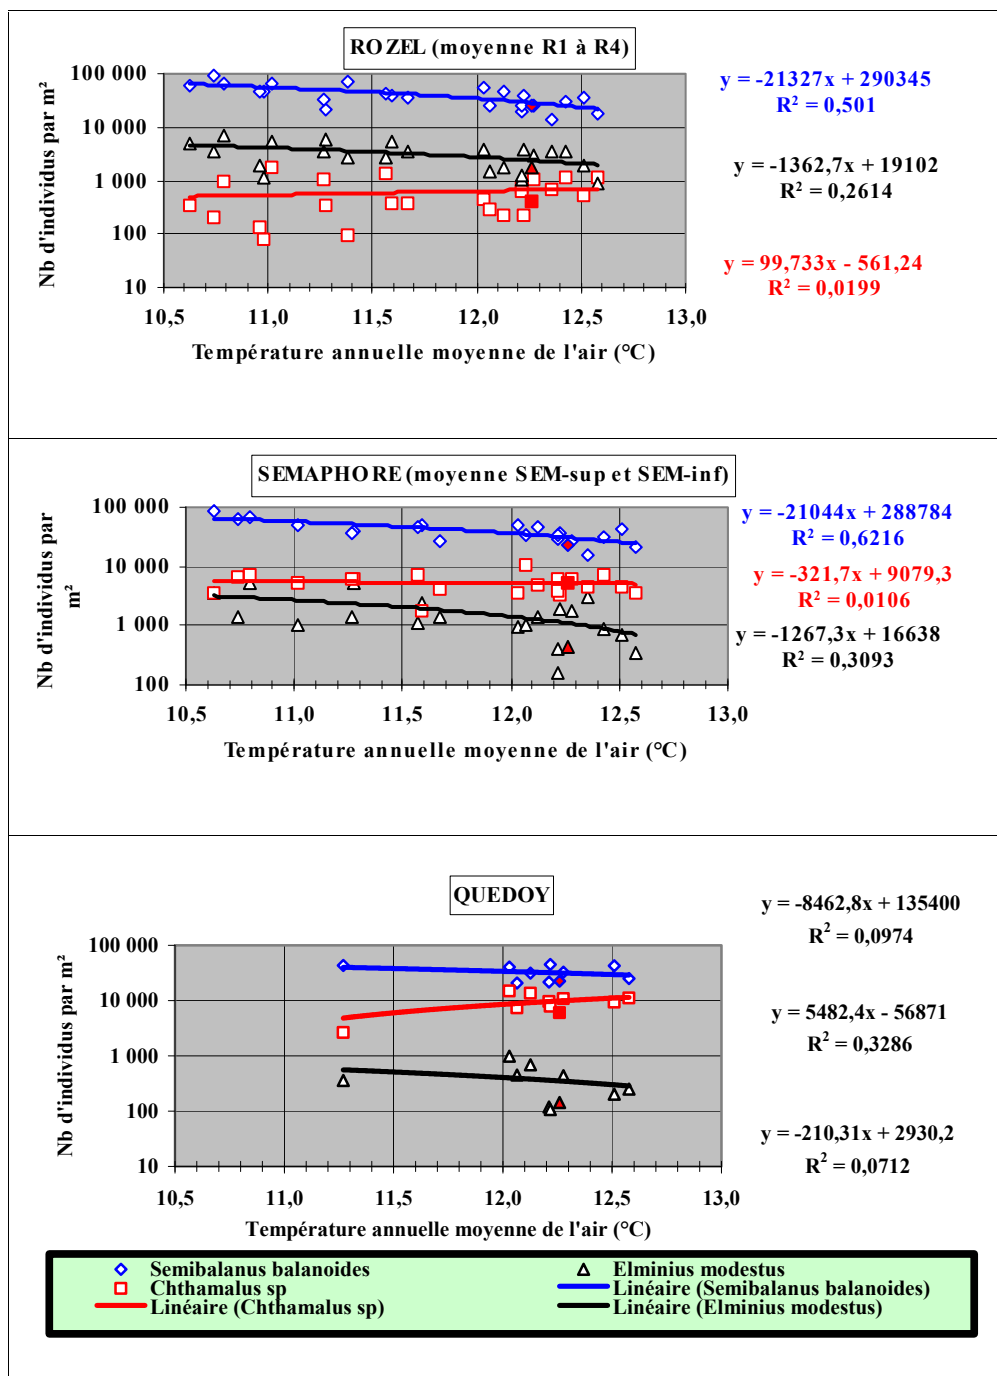 ROZEL (moyenne R1 à R4)
100 000
10 000
1 000
100
10
Nb d'individus par m²
10,5 11,0 11,5 12,0 12,5 13,0
Température annuelle moyenne de l'air (°C)
y = -21327x + 290345
R² = 0,501
y = -1362,7x + 19102
R² = 0,2614
y = 99,733x - 561,24
R² = 0,0199
SEMAPHORE (moyenne SEM-sup et SEM-inf)
100 000
10 000
1 000
100
Nb d'individus par
m²
10,5 11,0 11,5 12,0 12,5 13,0
Température annuelle moyenne de l'air (°C)
y = -21044x + 288784
R² = 0,6216
y = -321,7x + 9079,3
R² = 0,0106
y = -1267,3x + 16638
R² = 0,3093
QUEDOY
100 000
10 000
1 000
100
10
Nb d'individus par m²
10,5 11,0 11,5 12,0 12,5 13,0
Température annuelle moyenne de l'air (°C)
y = -8462,8x + 135400
R² = 0,0974
y = 5482,4x - 56871
R² = 0,3286
y = -210,31x + 2930,2
R² = 0,0712
Semibalanus balanoides Elminius modestus
Chthamalus sp Linéaire (Semibalanus balanoides)
Linéaire (Chthamalus sp) Linéaire (Elminius modestus)